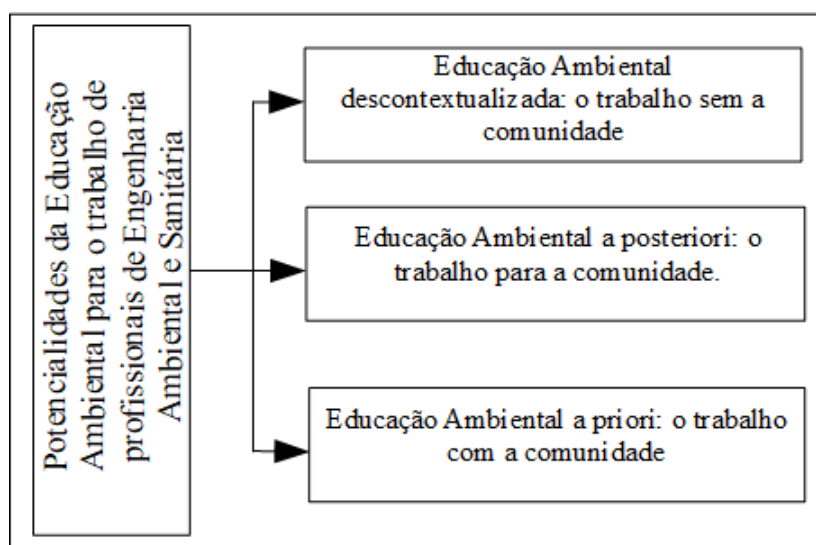 Potencialidades da Educação
Ambiental para o trabalho de
profissionais de Engenharia
Ambiental e Sanitária
Educação Ambiental
descontextualizada: o trabalho sem a
comunidade
Educação Ambiental a posteriori: o
trabalho para a comunidade.
Educação Ambiental a priori: o trabalho
com a comunidade